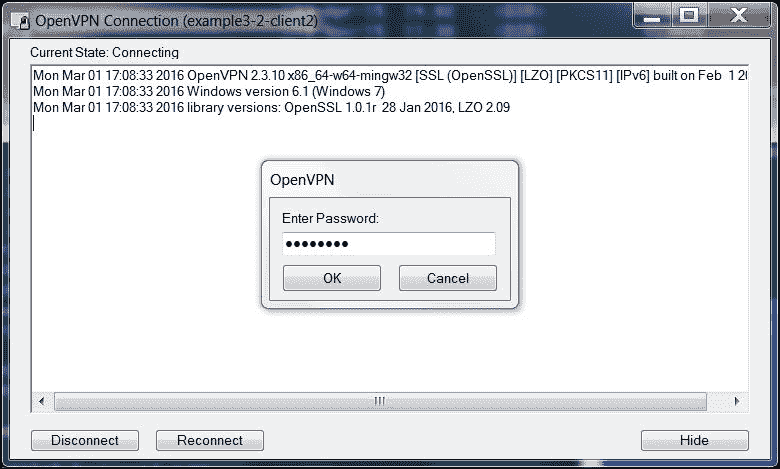 OpenVPN Connection (example3-2-client2)
Current State: Connecting
Mon Mar 01 17:08:33 2016 OpenVPN 2.3.10 x86_64-w64-mingw32 [SSL (OpenSSL)] [LZO] [PKCS11] [IPv6] built on Feb 1 20
Mon Mar 01 17:08:33 2016 Windows version 6.1 (Windows 7)
Mon Mar 01 17:08:33 2016 library versions: OpenSSL 1.0.1r 28 Jan 2016, LZO 2.09
OpenVPN
Enter Password:
●●●●●●●●
OK Cancel
Disconnect Reconnect Hide